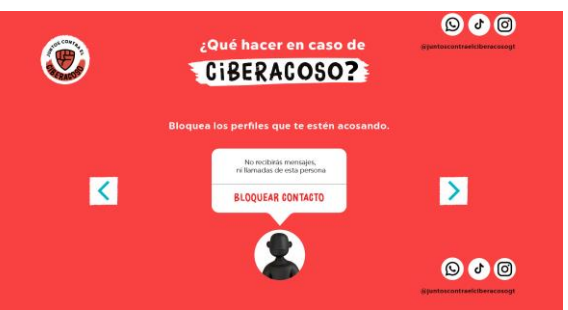 JUNTOS CONTRA EL
CIBERACOSO
¿Qué hacer en caso de
CiBERACOSO?
@juntoscontraelciberacosogt
Bloquea los perfiles que te estén acosando.
No recibirás mensajes,
ni llamadas de esta persona
BLOQUEAR CONTACTO
@juntoscontraelciberacosogt